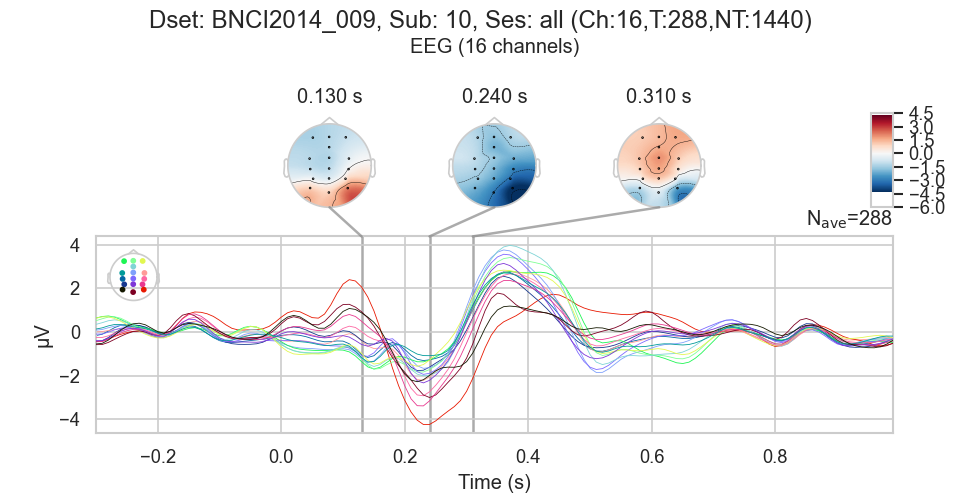 Dset: BNCI2014_009, Sub: 10, Ses: all (Ch:16,T:288,NT:1440)
EEG (16 channels)
0.130 s 0.240 s 0.310 s
4.5
3.0
1.5
0.0
−1.5
−3.0
−4.5
−6.0
Nave=288
4
2
0
−2
−4
µV
−0.2 0.0 0.2 0.4 0.6 0.8
Time (s)